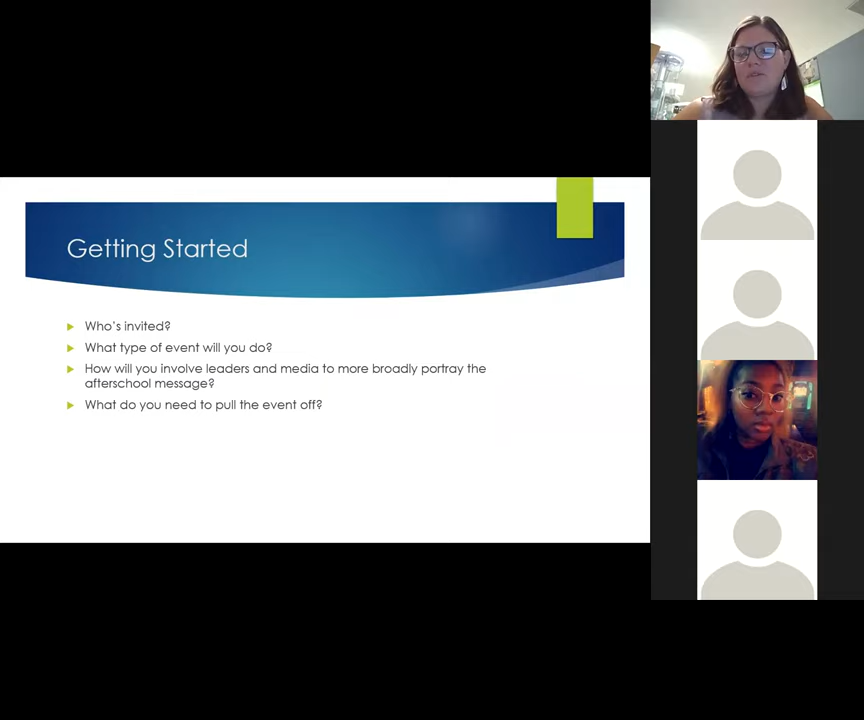 Getting Started
Who's invited?
What type of event will you do?
How will you involve leaders and media to more broadly portray the
afterschool message?
What do you need to pull the event off?